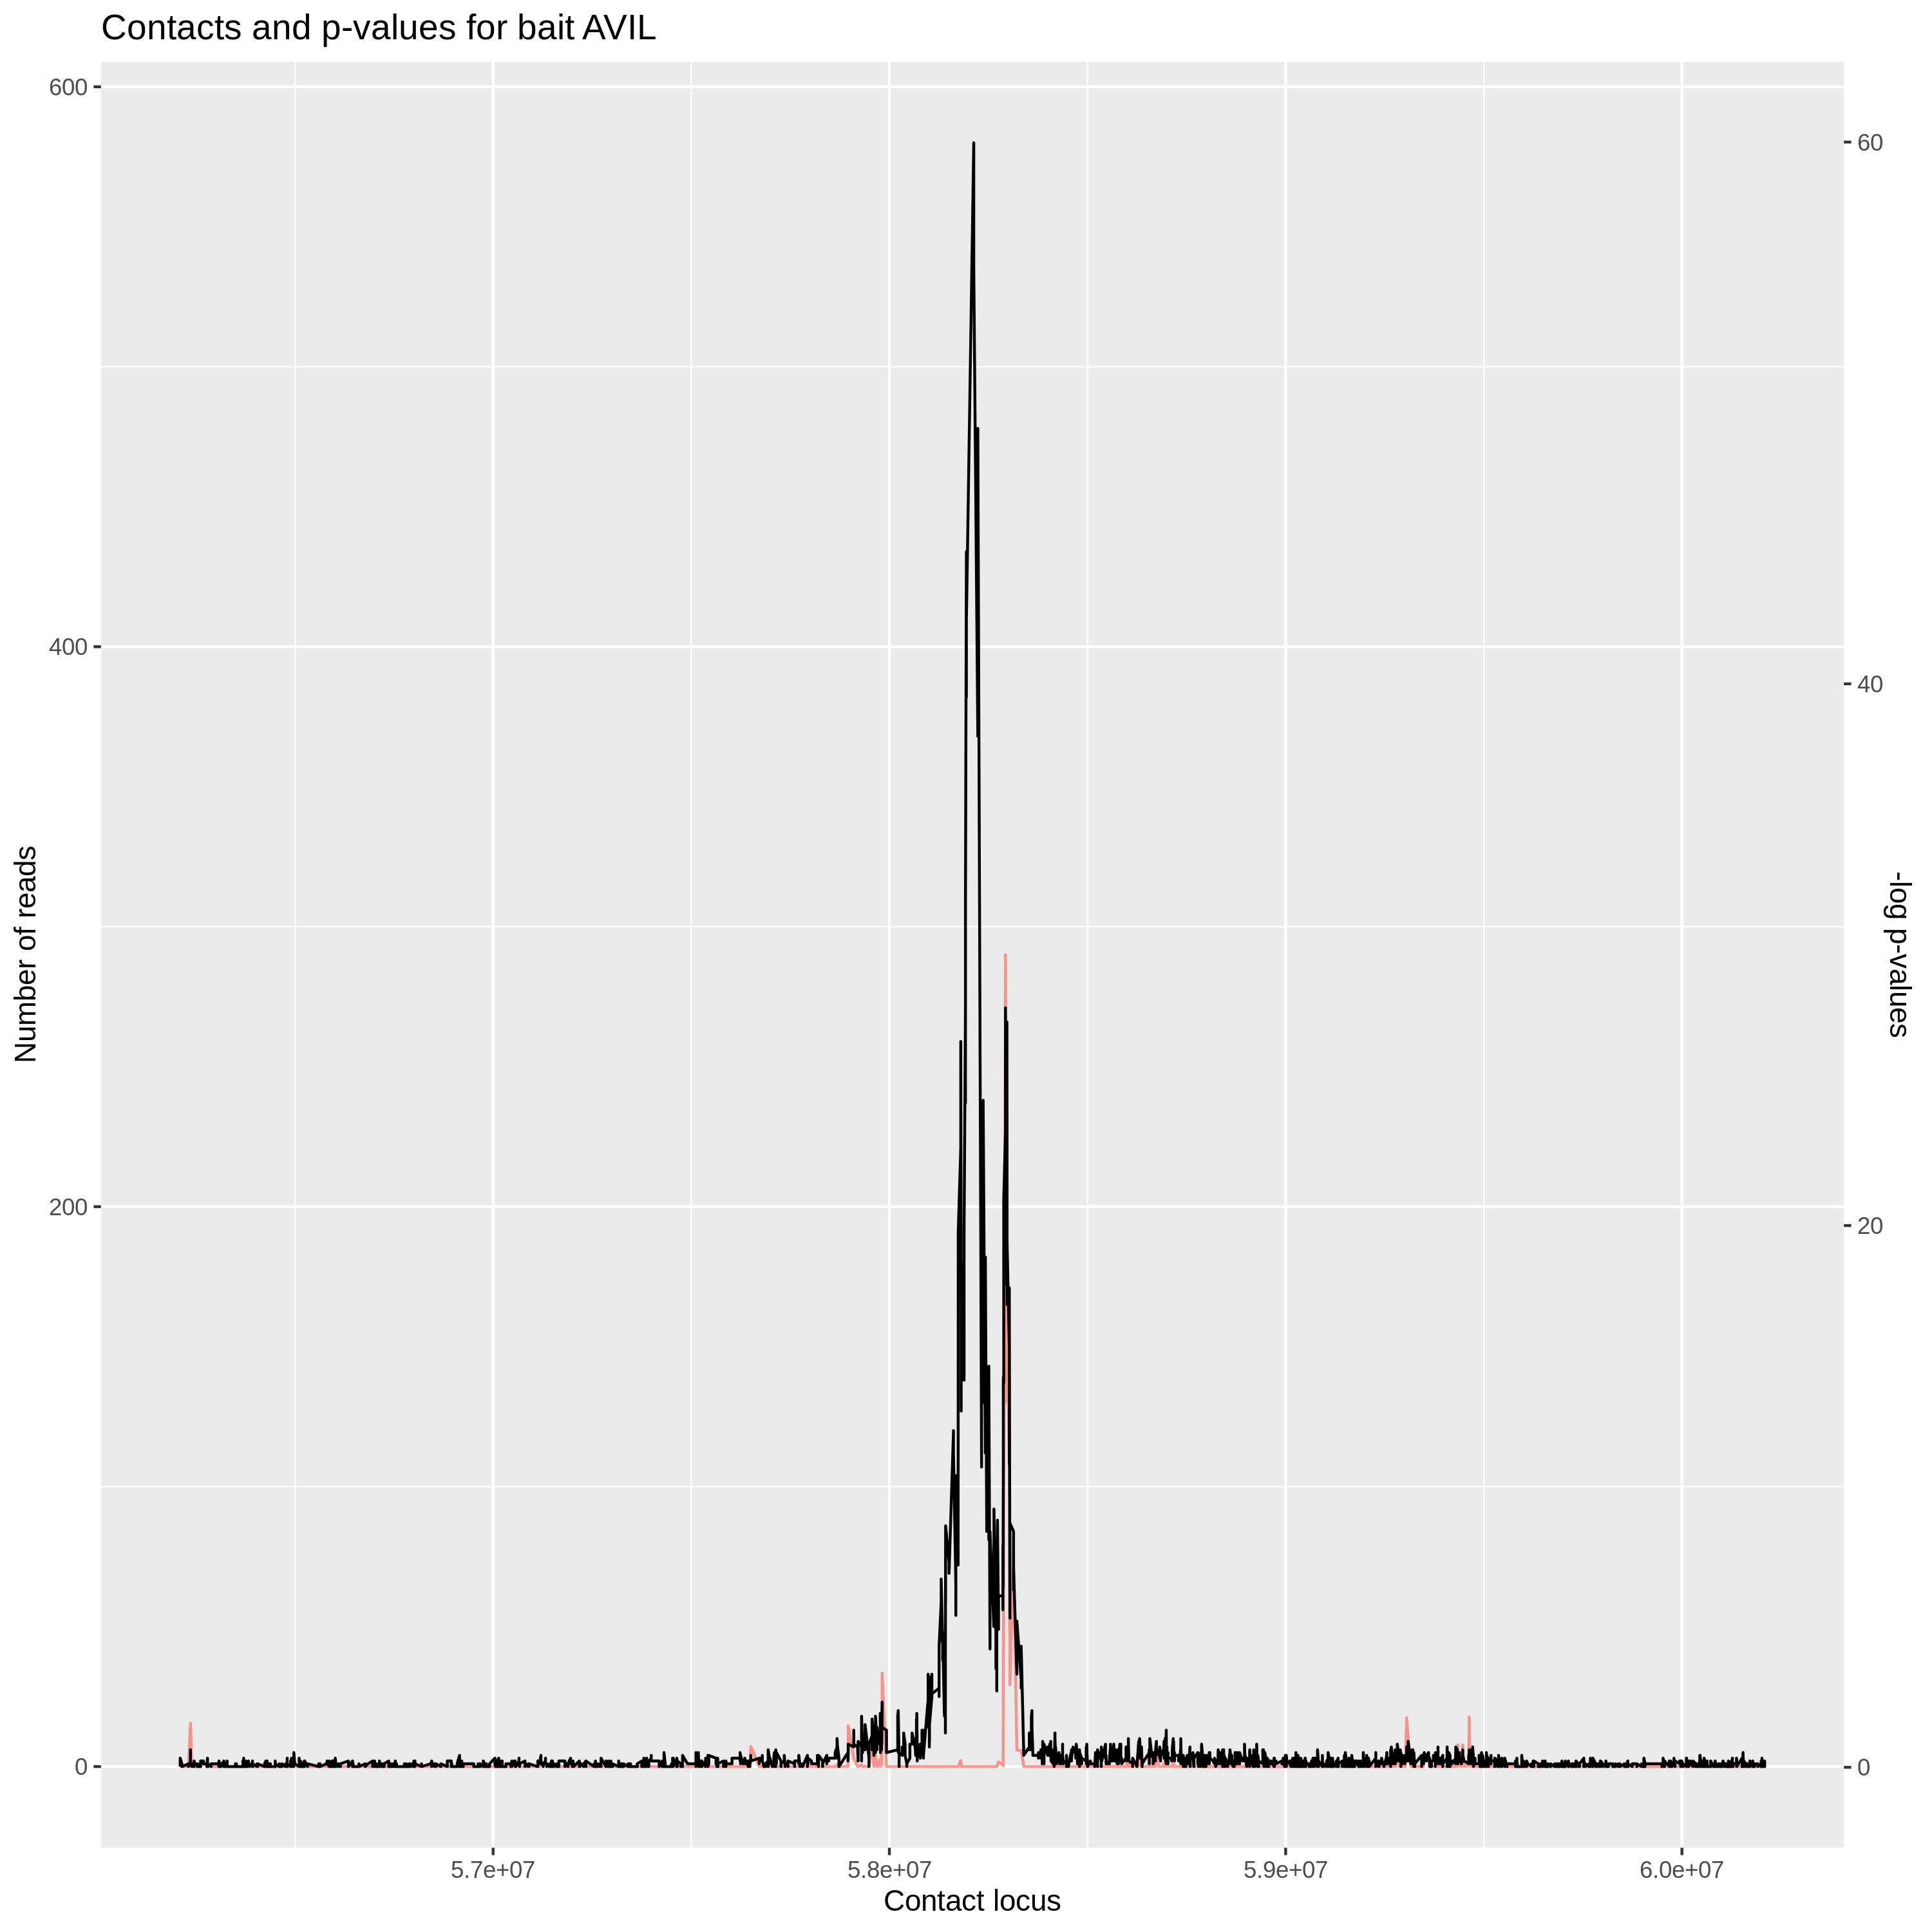 Contacts and p-values for bait AVIL
600
60
400
40
Number of reads
-log p-values
200
20
0
0
5.7e+07
5.8e+07
5.9e+07
6.0e+07
Contact locus